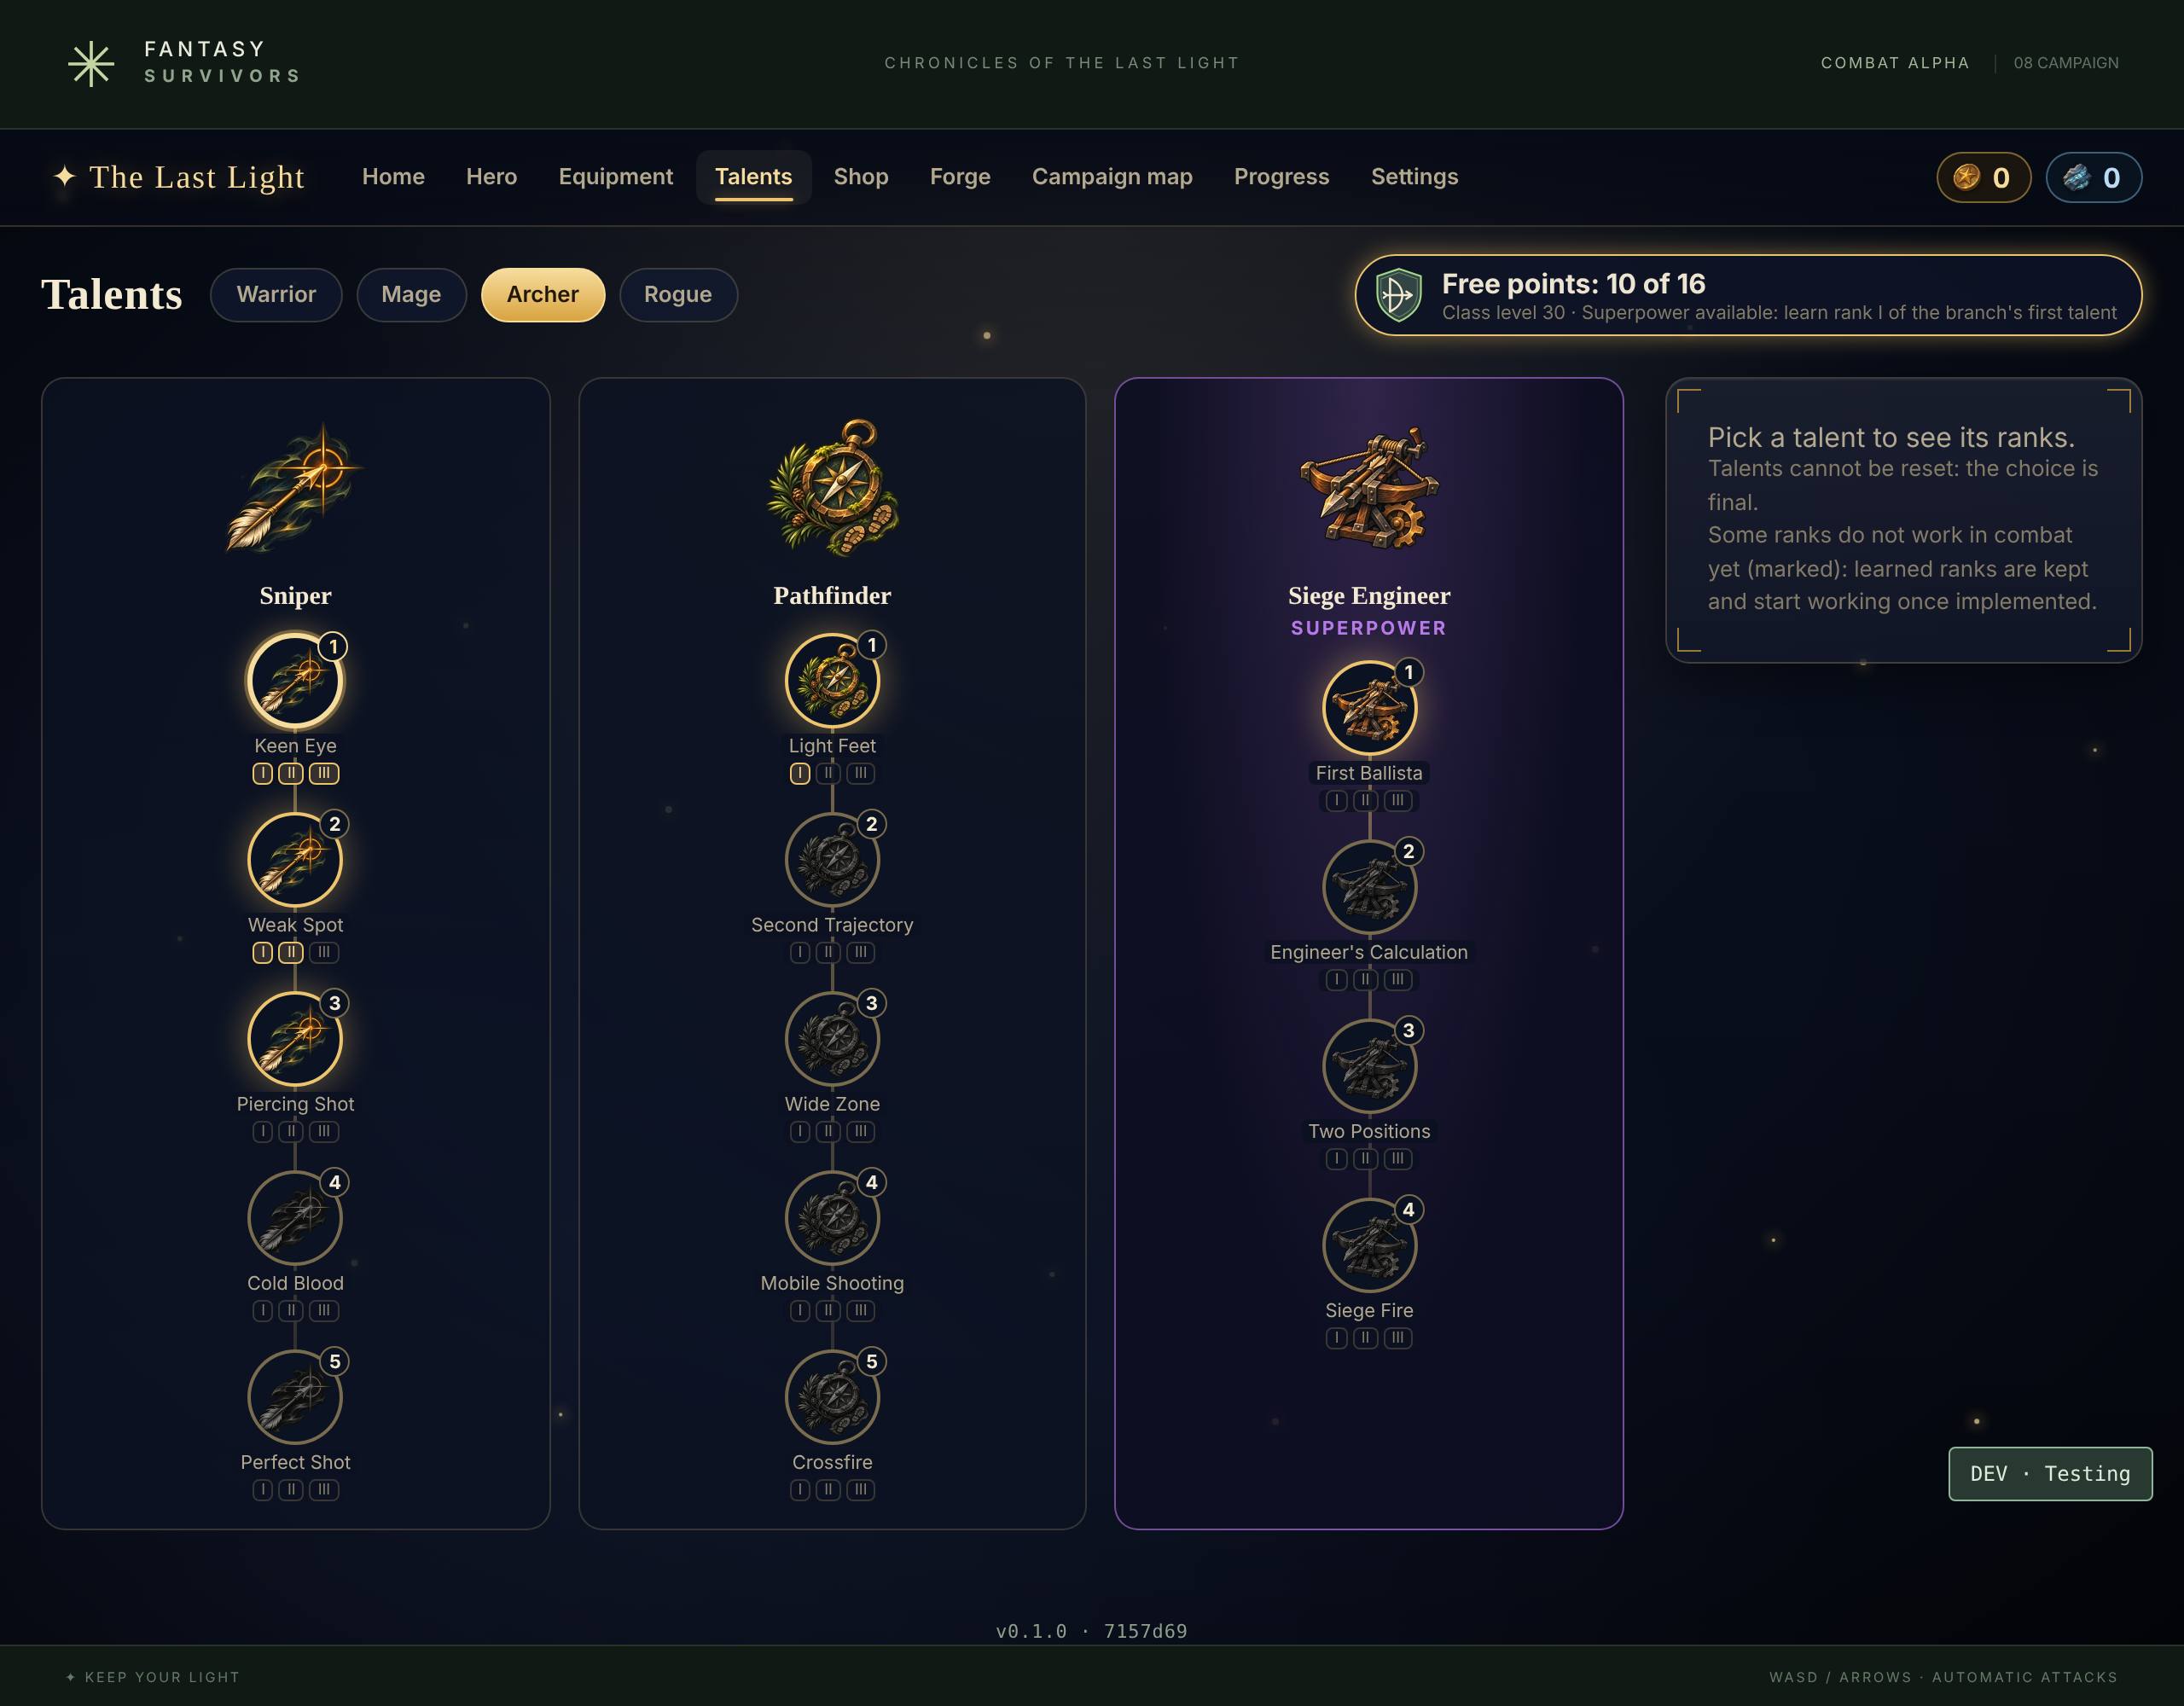 FANTASY
SURVIVORS
CHRONICLES OF THE LAST LIGHT
COMBAT ALPHA
08 CAMPAIGN
✦ The Last Light
Home
Hero
Equipment
Talents
Shop
Forge
Campaign map
Progress
Settings
0
0
Talents
Warrior
Mage
Archer
Rogue
Free points: 10 of 16
Class level 30 · Superpower available: learn rank I of the branch's first talent
Sniper
1
Keen Eye
I II III
2
Weak Spot
I II III
3
Piercing Shot
I II III
4
Cold Blood
I II III
5
Perfect Shot
I II III
Pathfinder
1
Light Feet
I II III
2
Second Trajectory
I II III
3
Wide Zone
I II III
4
Mobile Shooting
I II III
5
Crossfire
I II III
Siege Engineer
SUPERPOWER
1
First Ballista
I II III
2
Engineer's Calculation
I II III
3
Two Positions
I II III
4
Siege Fire
I II III
Pick a talent to see its ranks.
Talents cannot be reset: the choice is
final.
Some ranks do not work in combat
yet (marked): learned ranks are kept
and start working once implemented.
DEV · Testing
v0.1.0 · 7157d69
✦ KEEP YOUR LIGHT
WASD / ARROWS · AUTOMATIC ATTACKS